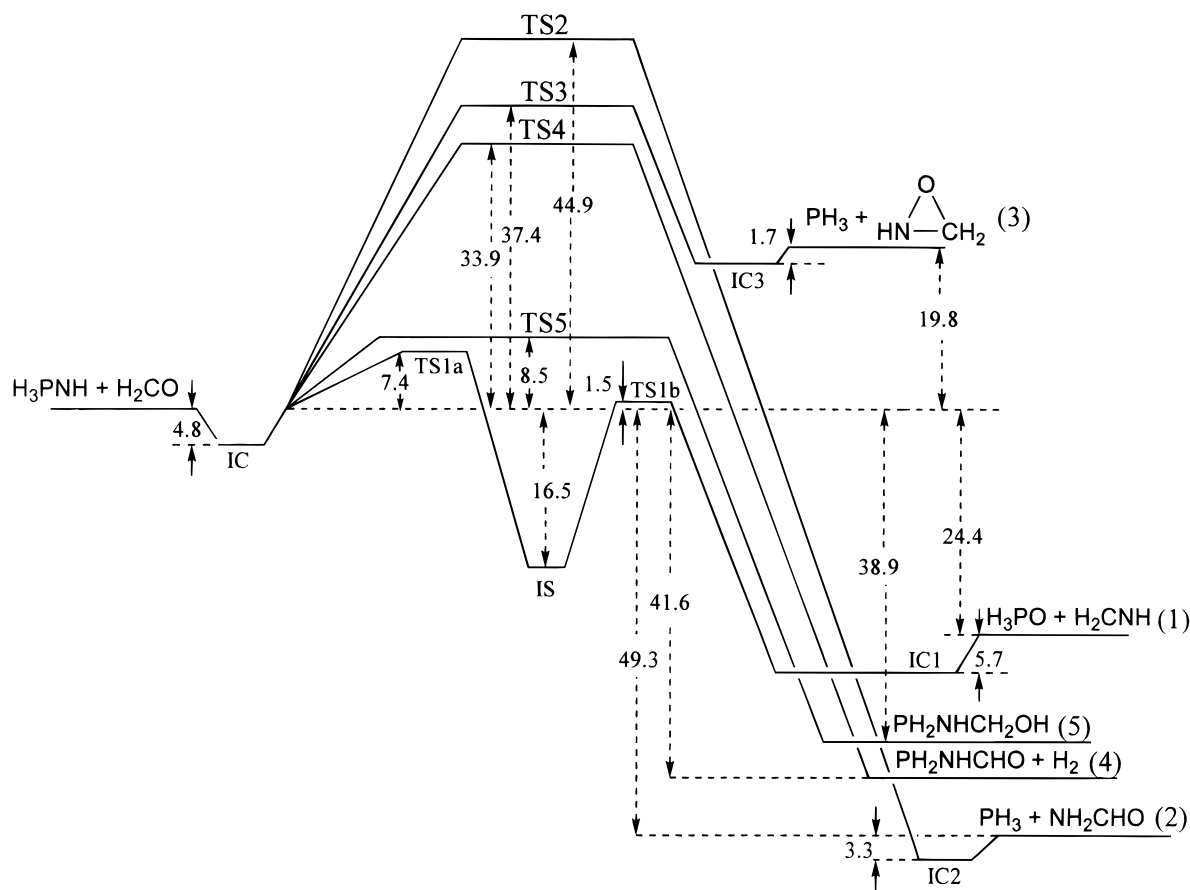 TS2
TS3
TS4
44.9
37.4
33.9
O
PH3 + HN CH2 (3)
1.7
IC3
19.8
TS5
TS1a
7.4
8.5
1.5
TS1b
H3PNH + H2CO
4.8
IC
16.5
24.4
38.9
IS
41.6
H3PO + H2CNH (1)
49.3
IC1
5.7
PH2NHCH2OH (5)
PH2NHCHO + H2 (4)
PH3 + NH2CHO (2)
3.3
IC2